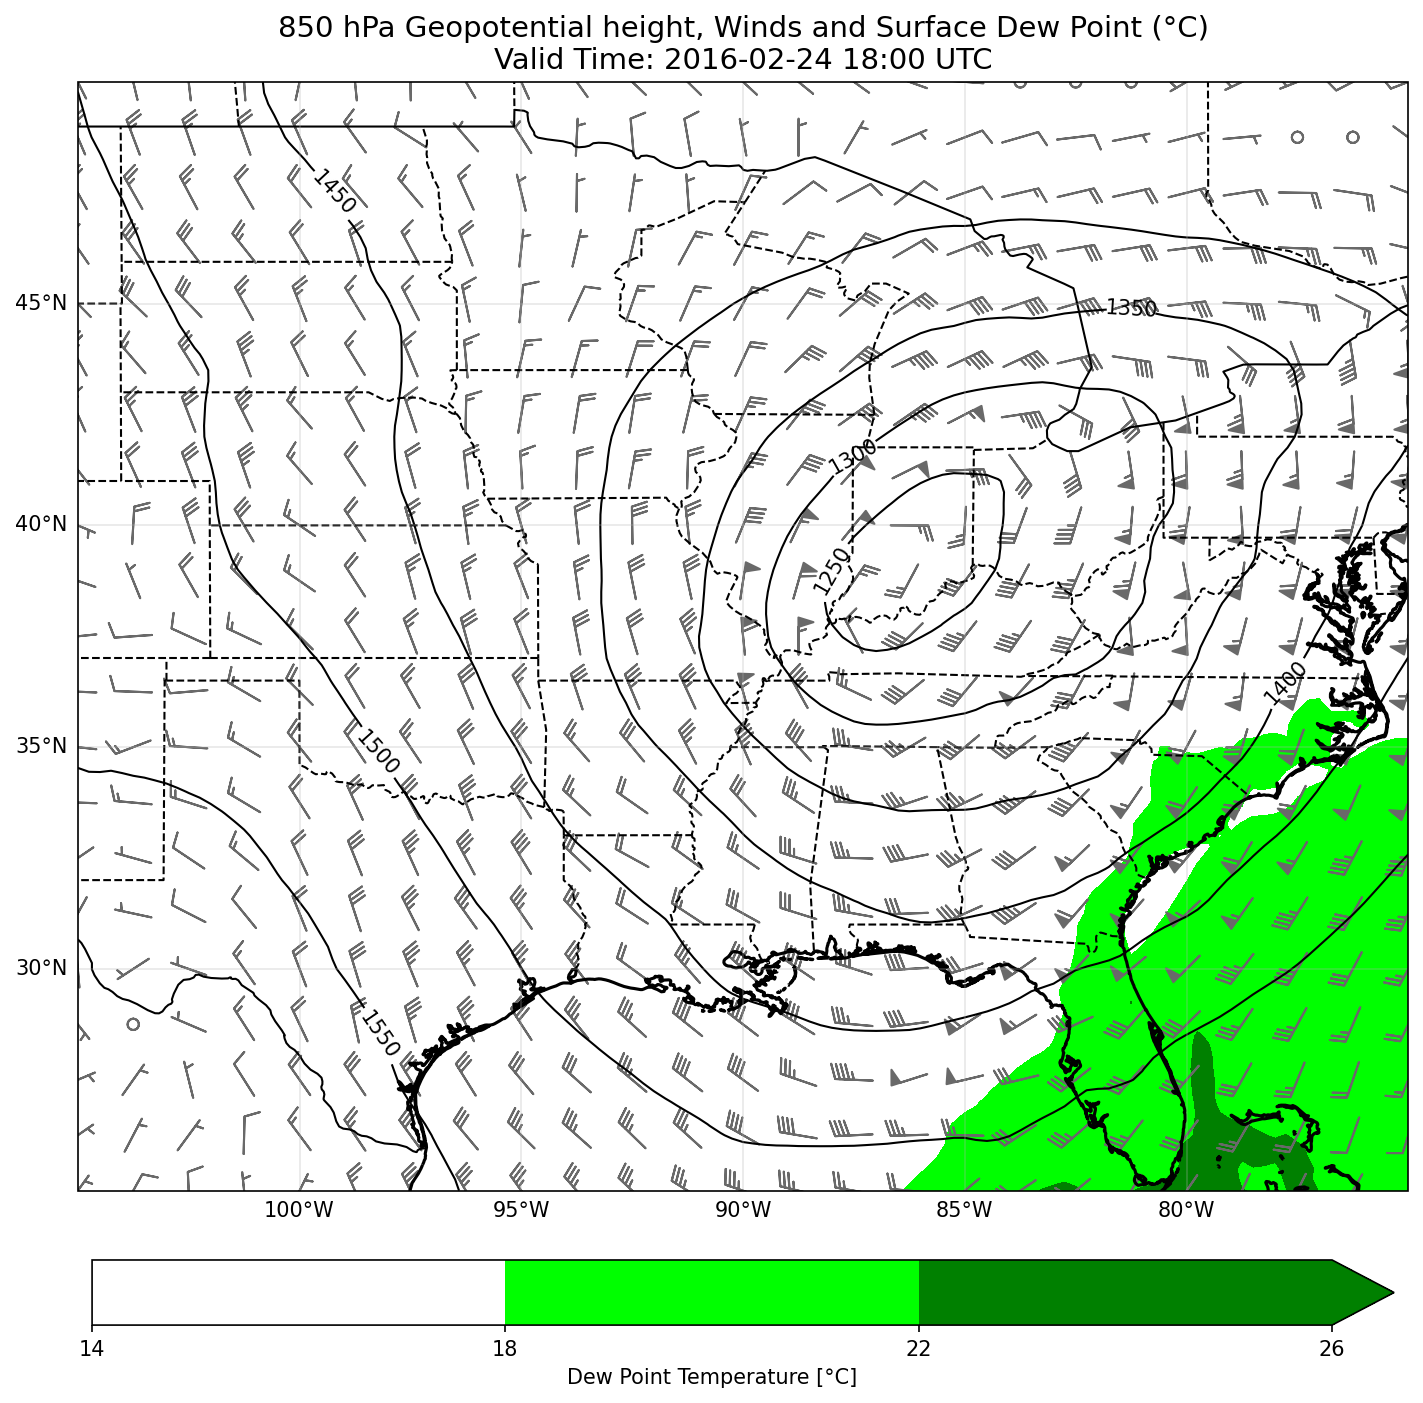 850 hPa Geopotential height, Winds and Surface Dew Point (°C)
Valid Time: 2016-02-24 18:00 UTC
1450
1350
45°N
1300
40°N
1250
1400
1500
35°N
30°N
1550
100°W 95°W 90°W 85°W 80°W
14 18 22 26
Dew Point Temperature [°C]